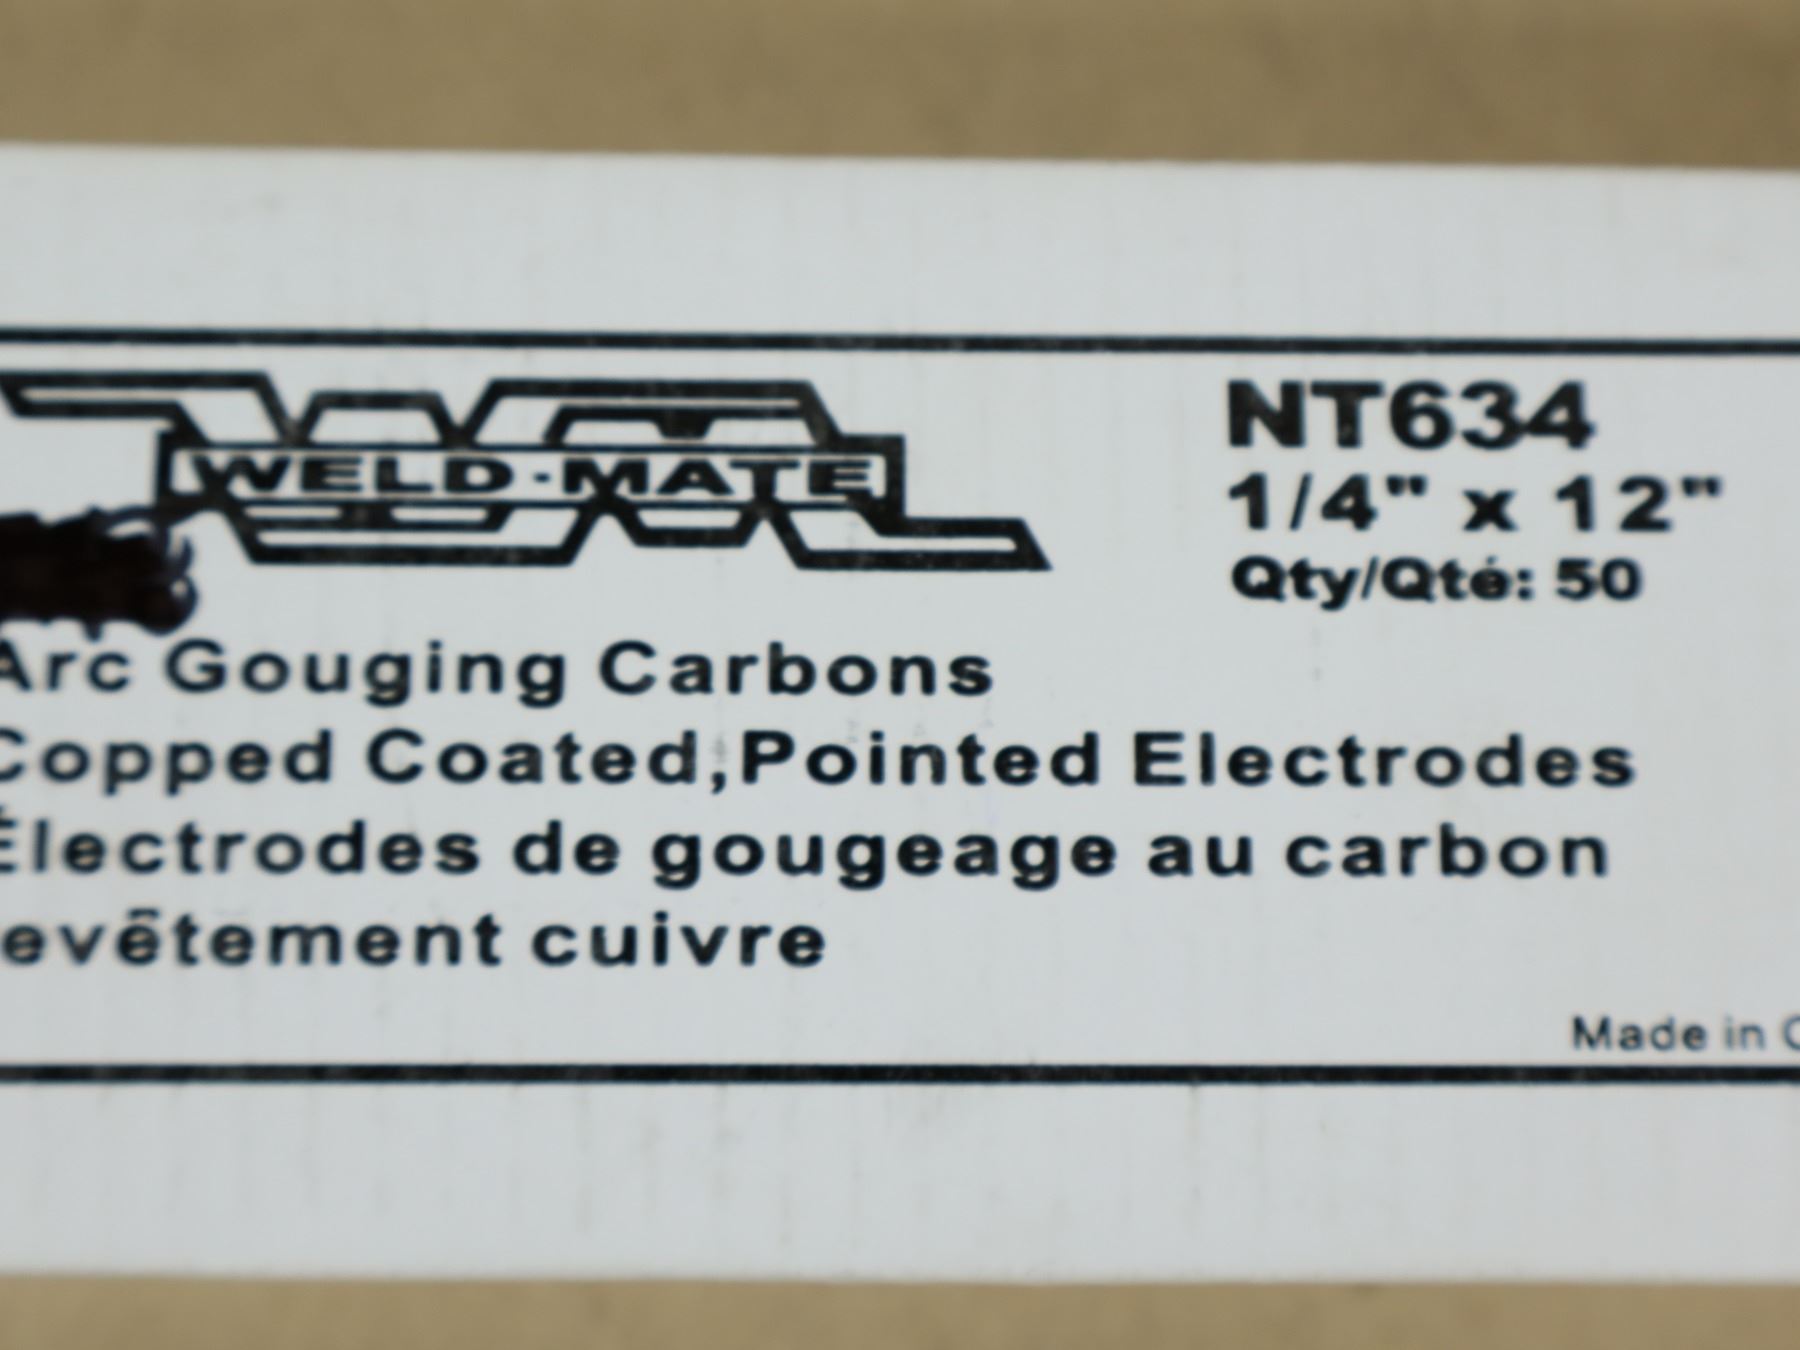 WELD-MATE
NT634
1/4" x 12"
Qty/Qté: 50
Arc Gouging Carbons
Copped Coated,Pointed Electrodes
Électrodes de gougeage au carbon
evêtement cuivre
Made in